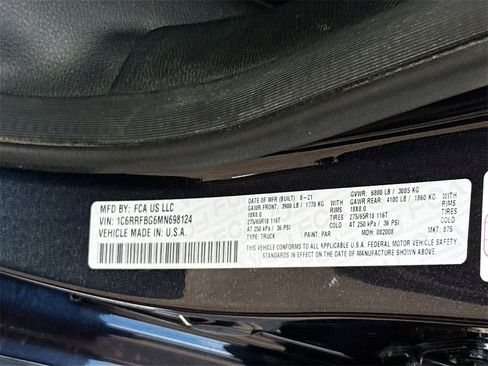 MFD BY: FCA US LLC
VIN: 1C6RRFBG6MN698124
VEHICLE MADE IN: U.S.A.
DATE OF MFR (BUILT): 8-21 GVWR: 6800 LB / 3085 KG
GAWR FRONT: 3900 LB / 1770 KG WITH GAWR REAR: 4100 LB / 1860 KG WITH
18X8.0 RIMS 18X8.0 RIMS
275/65R18 116T TIRES 275/65R18 116T TIRES
AT 250 kPa / 36 PSI COLD AT 250 kPa / 36 PSI COLD
TYPE: TRUCK PAINT: PAR MDH: 082008 MKT: 875
THIS VEHICLE CONFORMS TO ALL APPLICABLE U.S.A. FEDERAL MOTOR VEHICLE SAFETY
STANDARDS IN EFFECT ON THE DATE OF MANUFACTURE SHOWN ABOVE